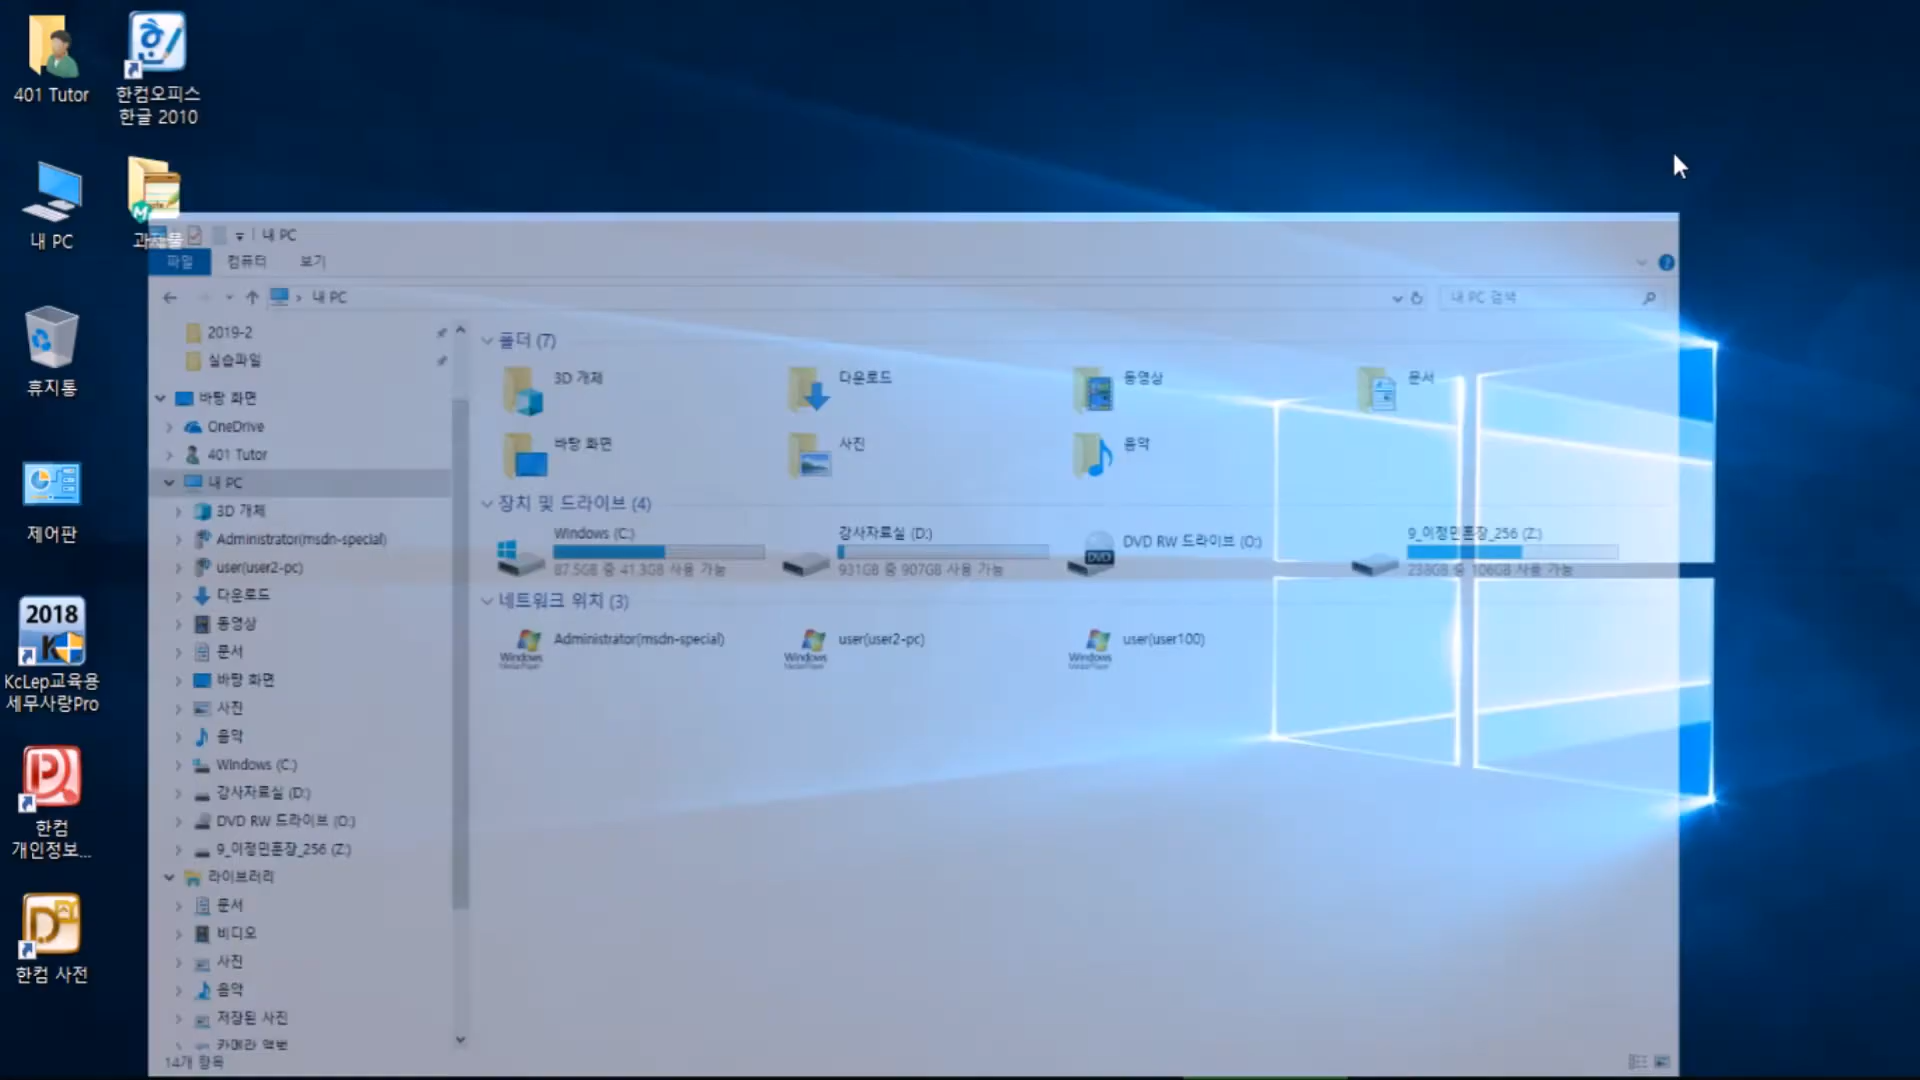 401 Tutor
한컴오피스
한글 2010
내 PC
휴지통
제어판
2018
KcLep교육용
세무사랑Pro
한컴
개인정보...
한컴 사전
과제물
내 PC
파일
컴퓨터
보기
내 PC
내 PC 검색
2019-2
실습파일
바탕 화면
OneDrive
401 Tutor
내 PC
3D 개체
Administrator(msdn-special)
user(user2-pc)
다운로드
동영상
문서
바탕 화면
사진
음악
Windows (C:)
강사자료실 (D:)
DVD RW 드라이브 (O:)
9_이정민훈장_256 (Z:)
라이브러리
문서
비디오
사진
음악
저장된 사진
카메라 앨범
14개 항목
폴더 (7)
3D 개체
다운로드
동영상
문서
바탕 화면
사진
음악
장치 및 드라이브 (4)
Windows (C:)
87.5GB 중 41.3GB 사용 가능
강사자료실 (D:)
931GB 중 907GB 사용 가능
DVD
DVD RW 드라이브 (O:)
9_이정민훈장_256 (Z:)
238GB 중 106GB 사용 가능
네트워크 위치 (3)
Windows
Media Player
Administrator(msdn-special)
Windows
Media Player
user(user2-pc)
Windows
Media Player
user(user100)